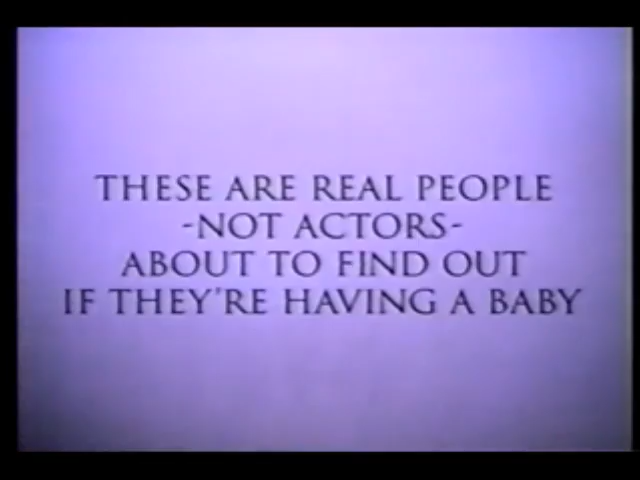 THESE ARE REAL PEOPLE
-NOT ACTORS-
ABOUT TO FIND OUT
IF THEY'RE HAVING A BABY